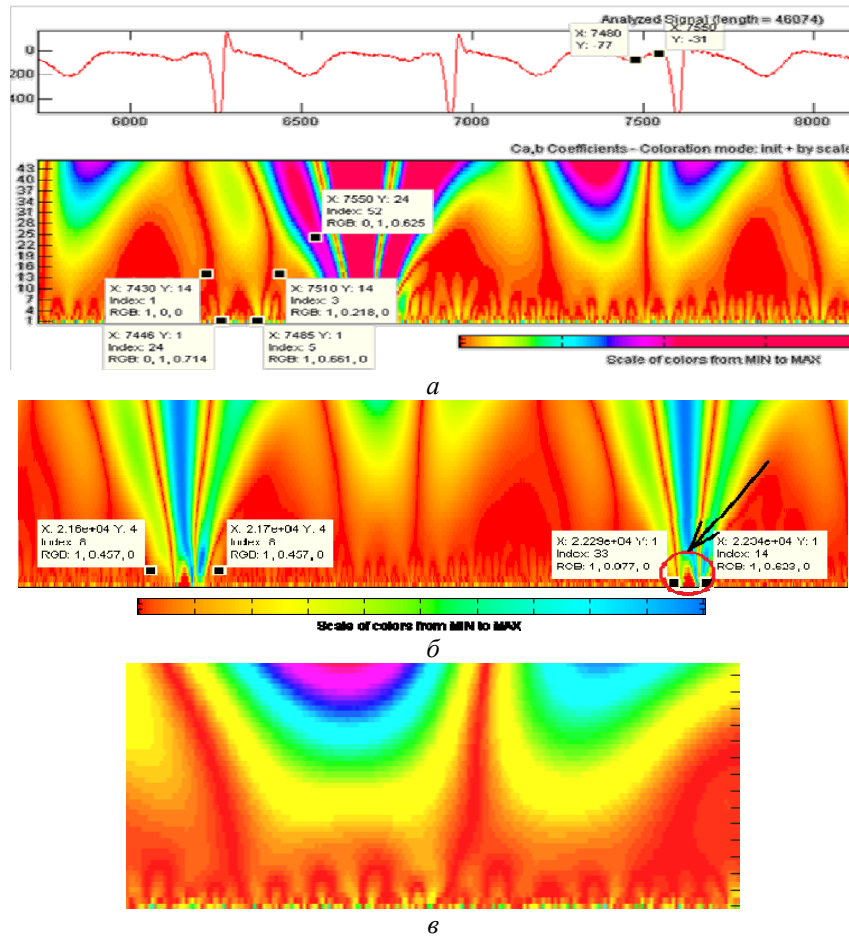 Analyzed Signal (length = 46074)
X: 7480
Y: -77
X: 7550
Y: -31
0
200
400
6000
6500
7000
7500
8000
Ca,b Coefficients - Coloration mode: init + by scale
43
40
37
34
31
28
25
22
19
16
13
10
7
4
1
X: 7550 Y: 24
Index: 52
RGB: 0, 1, 0.625
X: 7430 Y: 14
Index: 1
RGB: 1, 0, 0
X: 7510 Y: 14
Index: 3
RGB: 1, 0.218, 0
X: 7446 Y: 1
Index: 24
RGB: 0, 1, 0.714
X: 7485 Y: 1
Index: 5
RGB: 1, 0.661, 0
Scale of colors from MIN to MAX
а
X: 2.16e+04 Y: 4
Index: 8
RGB: 1, 0.457, 0
X: 2.17e+04 Y: 4
Index: 8
RGB: 1, 0.457, 0
X: 2.229e+04 Y: 1
Index: 33
RGB: 1, 0.077, 0
X: 2.234e+04 Y: 1
Index: 14
RGB: 1, 0.623, 0
Scale of colors from MIN to MAX
б
в